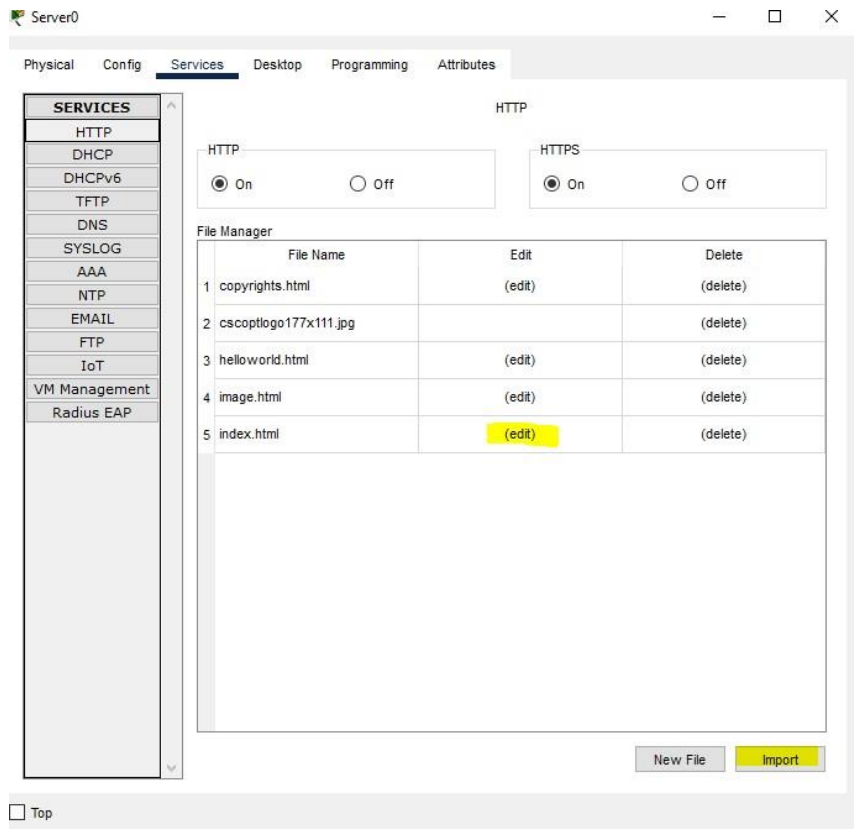 Server0
Physical Config Services Desktop Programming Attributes
SERVICES
HTTP
DHCP
DHCPv6
TFTP
DNS
SYSLOG
AAA
NTP
EMAIL
FTP
IoT
VM Management
Radius EAP
HTTP
HTTP
On Off
HTTPS
On Off
File Manager
File Name Edit Delete
1 copyrights.html (edit) (delete)
2 cscoptlogo177x111.jpg (delete)
3 helloworld.html (edit) (delete)
4 image.html (edit) (delete)
5 index.html (edit) (delete)
New File Import
Top